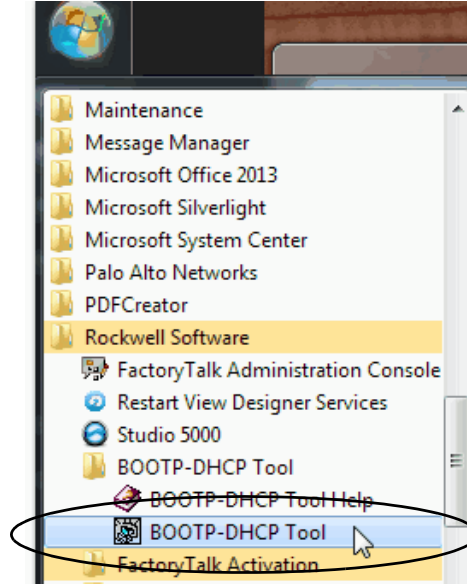 Maintenance
Message Manager
Microsoft Office 2013
Microsoft Silverlight
Microsoft System Center
Palo Alto Networks
PDFCreator
Rockwell Software
FactoryTalk Administration Console
Restart View Designer Services
Studio 5000
BOOTP-DHCP Tool
BOOTP-DHCP Tool Help
BOOTP-DHCP Tool
FactoryTalk Activation